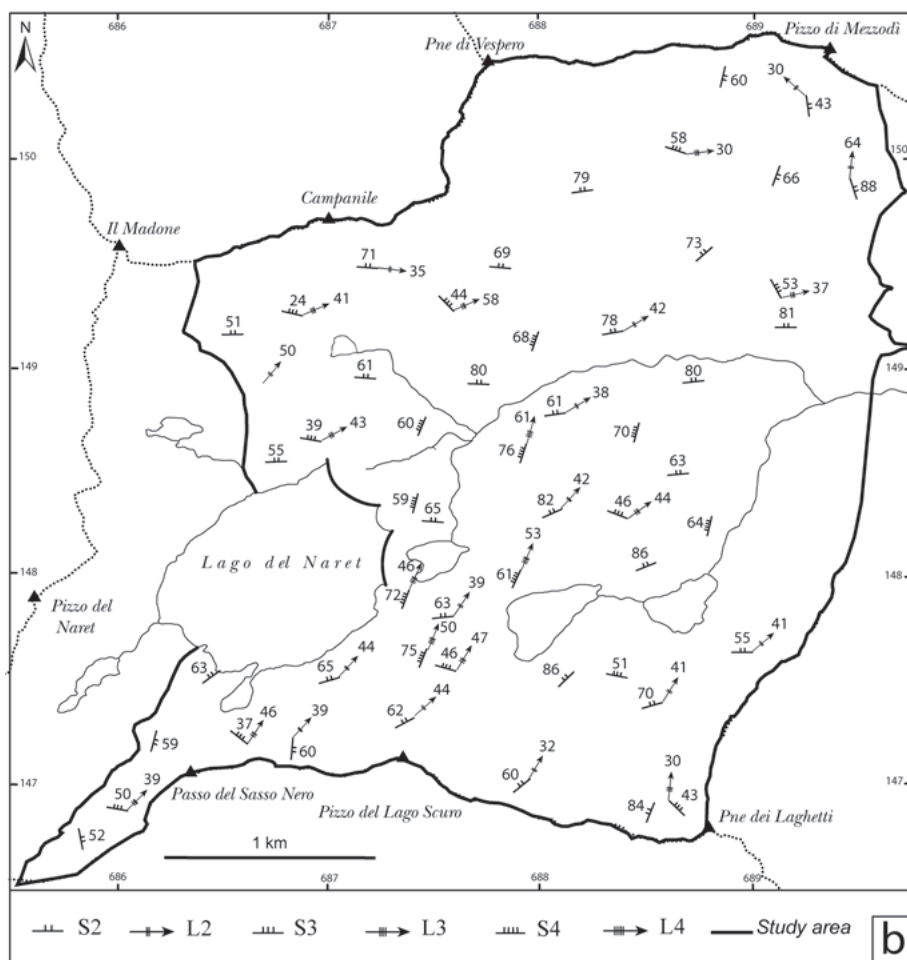 686 687 688 689
N
Pizzo di Mezzodì
Pne di Vespero
60 30 43
58 30 64
150 150
66 88
79
Campanile
Il Madone
73
71 35 69
53 37
24 41 44 58 42
51 68 78 81
50
149 61 80 80 149
61 38
39 43 60 61
76 70
55 63
59 65 82 42 46 44 64
53
Lago del Naret
46 86
148 61 148
72 39
Pizzo del
Naret
63
50 41
44 75 46 47 55
63 65 86 51 41
70
46 39 44
37 62
59 60
32 30
147 60 147
39 Passo del Sasso Nero 43
50 Pizzo del Lago Scuro 84 Pne dei Laghetti
52
1 km
686 687 688 689
S2 L2 S3 L3 S4 L4 Study area b